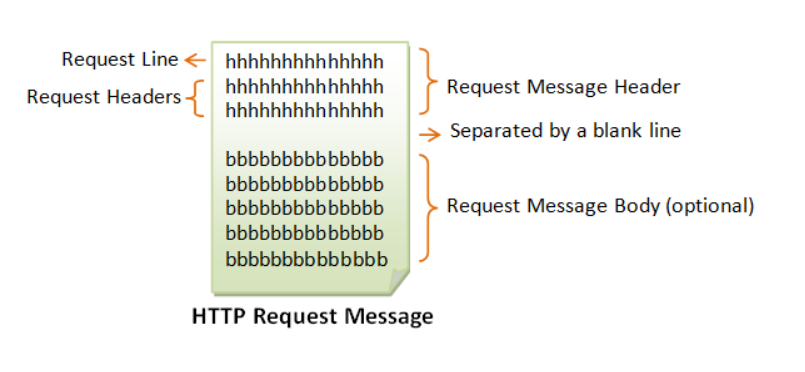 Request Line
hhhhhhhhhhhhhh
Request Headers
hhhhhhhhhhhhhh
hhhhhhhhhhhhhh
Request Message Header
Separated by a blank line
bbbbbbbbbbbbbb
bbbbbbbbbbbbbb
bbbbbbbbbbbbbb
bbbbbbbbbbbbbb
bbbbbbbbbbbbbb
Request Message Body (optional)
HTTP Request Message